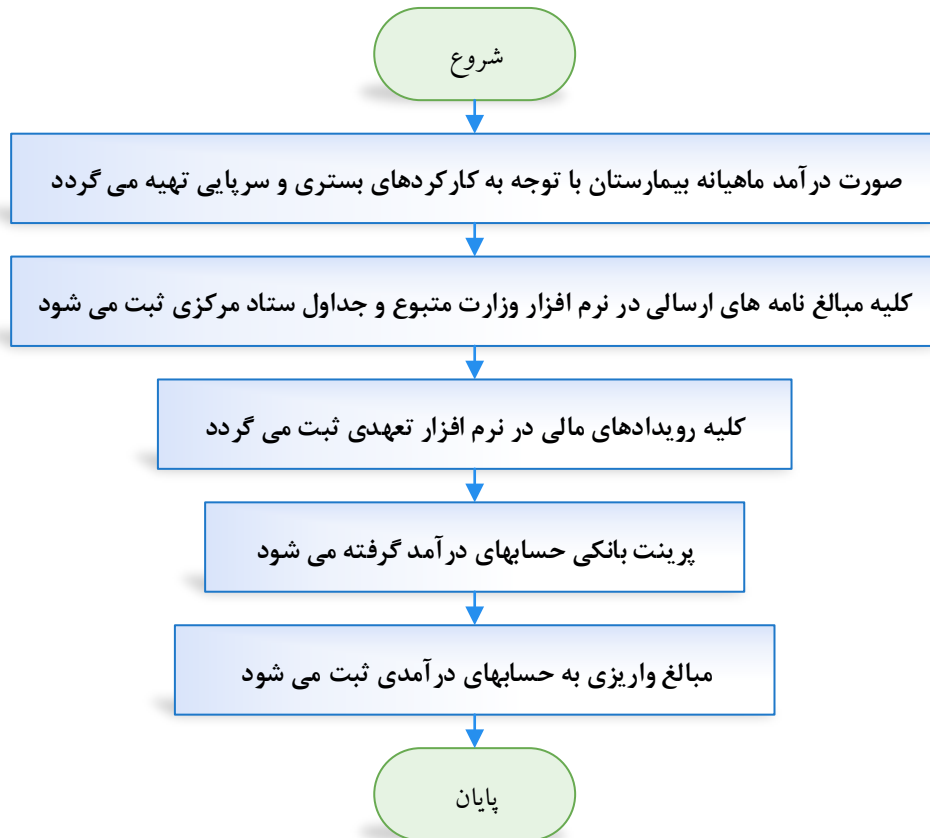 شروع
صورت درآمد ماهیانه بیمارستان با توجه به کارکردهای بستری و سرپایی تهیه می گردد
کلیه مبالغ نامه های ارسالی در نرم افزار وزارت متبوع و جداول ستاد مرکزی ثبت می شود
کلیه رویدادهای مالی در نرم افزار تعهدی ثبت می گردد
پرینت بانکی حسابهای درآمد گرفته می شود
مبالغ واریزی به حسابهای درآمدی ثبت می شود
پایان